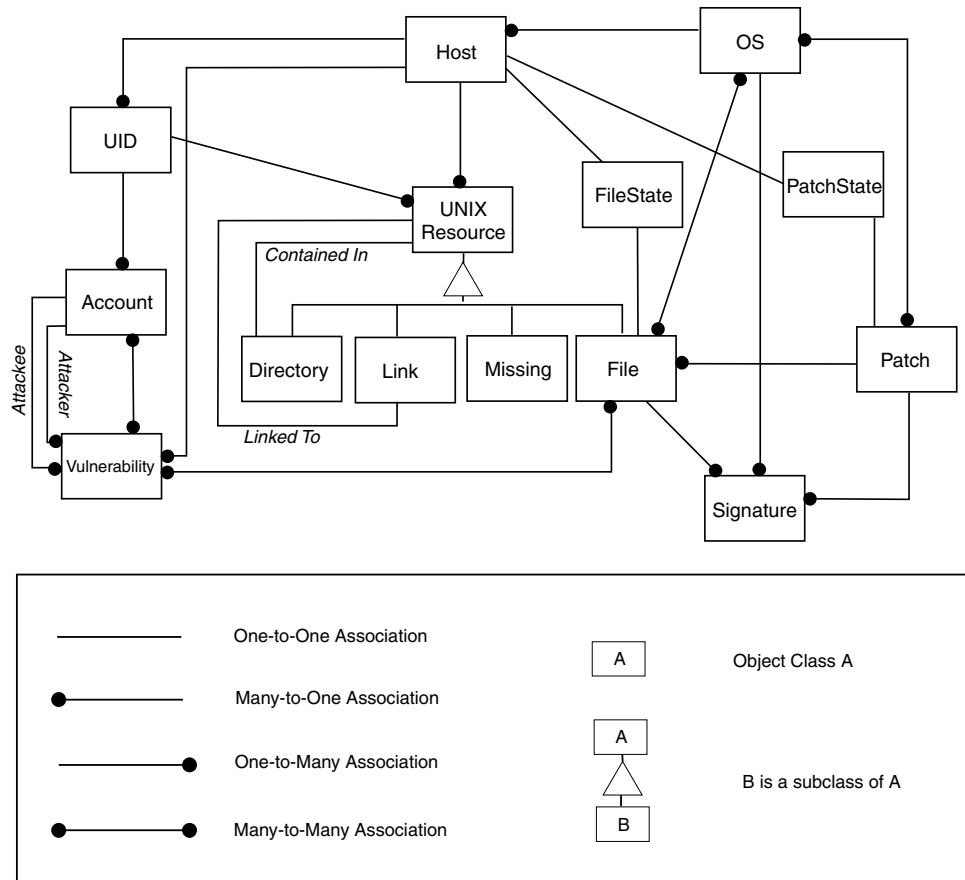 Host
OS
UID
FileState
PatchState
UNIX
Resource
Contained In
Account
Attackee
Attacker
Directory
Link
Missing
File
Patch
Linked To
Vulnerability
Signature
One-to-One Association
Many-to-One Association
One-to-Many Association
Many-to-Many Association
A
Object Class A
A
B is a subclass of A
B